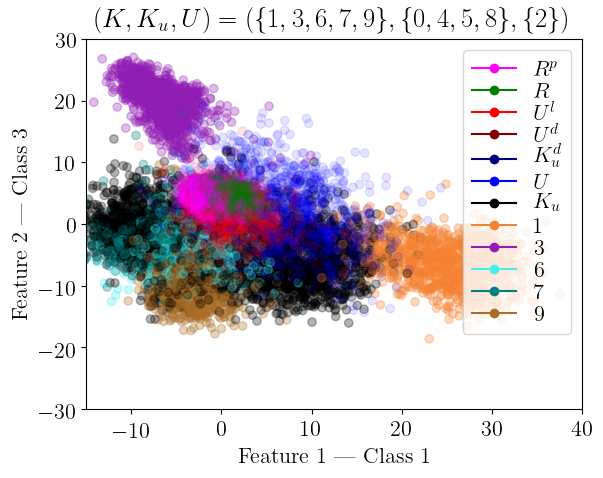 (K, K_u, U) = ({1, 3, 6, 7, 9}, {0, 4, 5, 8}, {2})
30
20
10
0
−10
−20
−30
Feature 2 — Class 3
R^p
R
U^l
U^d
K_u^d
U
K_u
1
3
6
7
9
−10
0
10
20
30
40
Feature 1 — Class 1